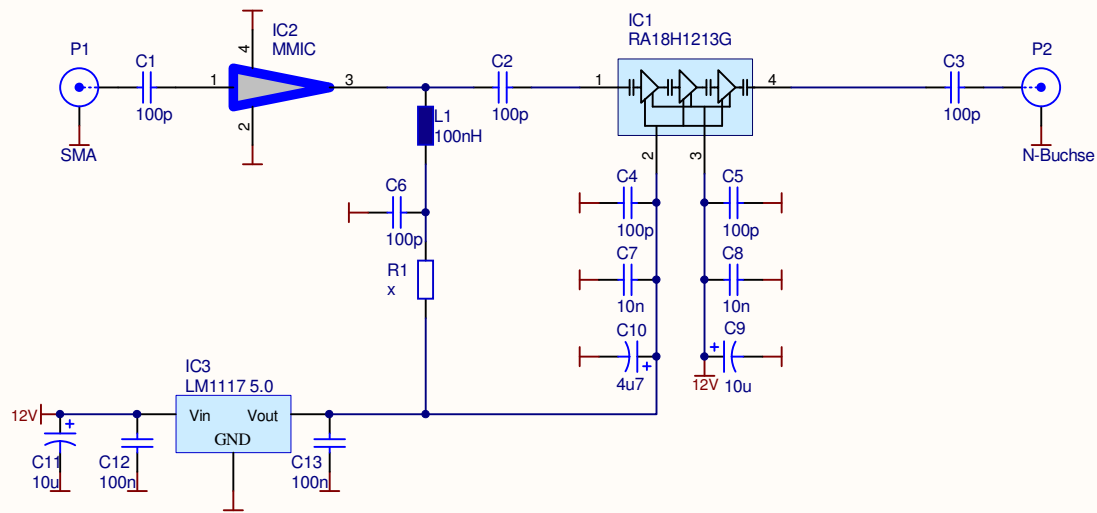 P1
SMA
C1
100p
IC2
MMIC
1
4
2
3
L1
100nH
C2
100p
IC1
RA18H1213G
1
4
2
3
C3
100p
P2
N-Buchse
C6
100p
R1
x
C4
100p
C5
100p
C7
10n
C8
10n
C10
+
4u7
C9
+
10u
12V
IC3
LM1117 5.0
Vin
Vout
GND
12V
+
C11
10u
C12
100n
C13
100n